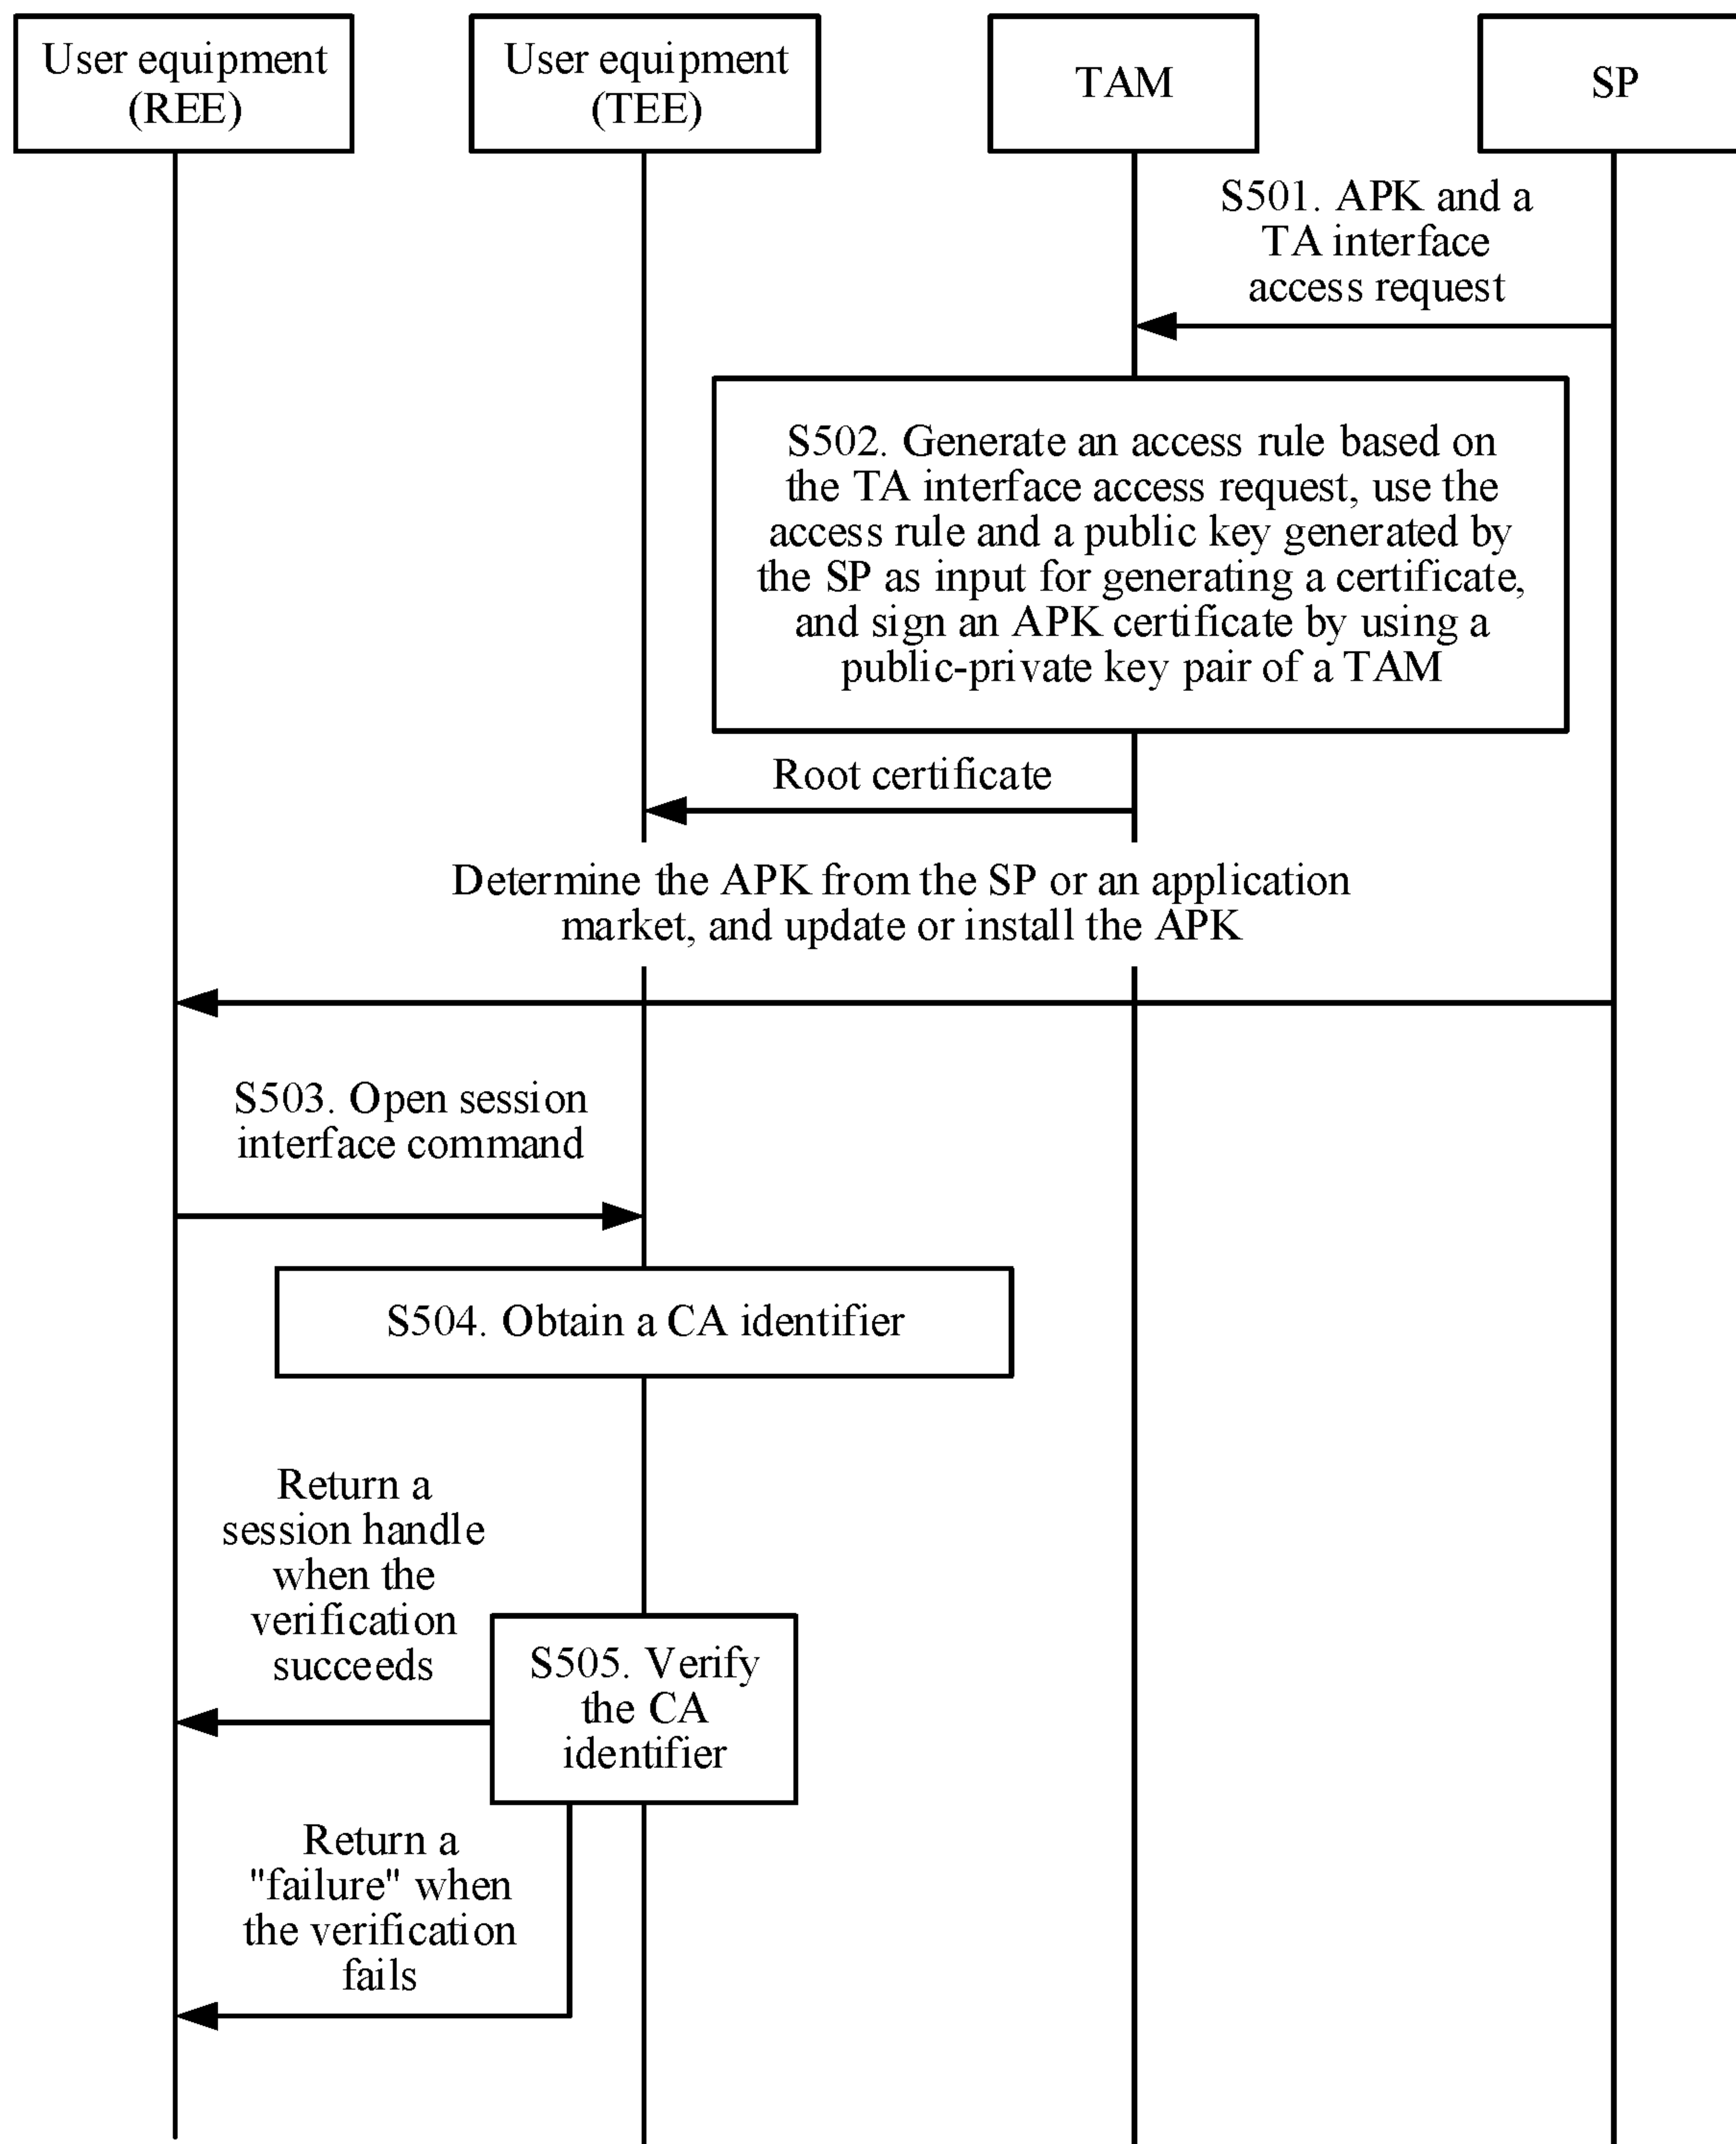 User equipment
(REE)
User equipment
(TEE)
TAM
SP
S501. APK and a
TA interface
access request
S502. Generate an access rule based on
the TA interface access request, use the
access rule and a public key generated by
the SP as input for generating a certificate,
and sign an APK certificate by using a
public-private key pair of a TAM
Root certificate
Determine the APK from the SP or an application
market, and update or install the APK
S503. Open session
interface command
S504. Obtain a CA identifier
Return a
session handle
when the
verification
succeeds
S505. Verify
the CA
identifier
Return a
"failure" when
the verification
fails